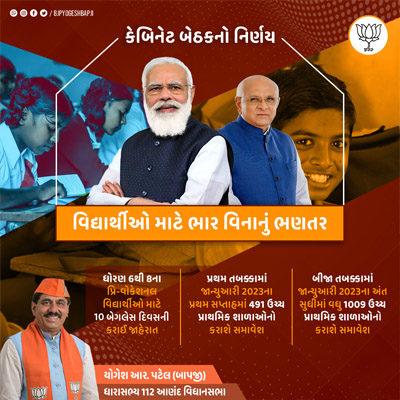 / BJPYOGESHBAPJI
કેબિનેટ બેઠકનો નિર્ણય
ભાજપ
વિદ્યાર્થીઓ માટે ભાર વિનાનું ભણતર
ધોરણ 6થી 8ના
પ્રિ-વોકેશનલ
વિદ્યાર્થીઓ માટે
10 બેગલેસ દિવસની
કરાઈ જાહેરાત
પ્રથમ તબક્કામાં
જાન્યુઆરી 2023ના
પ્રથમ સપ્તાહમાં 491 ઉચ્ચ
પ્રાથમિક શાળાઓનો
કરાશે સમાવેશ
બીજા તબક્કામાં
જાન્યુઆરી 2023ના અંત
સુધીમાં વધુ 1009 ઉચ્ચ
પ્રાથમિક શાળાઓનો
કરાશે સમાવેશ
યોગેશ આર. પટેલ (બાપજી)
ધારાસભ્ય 112 આણંદ વિધાનસભા